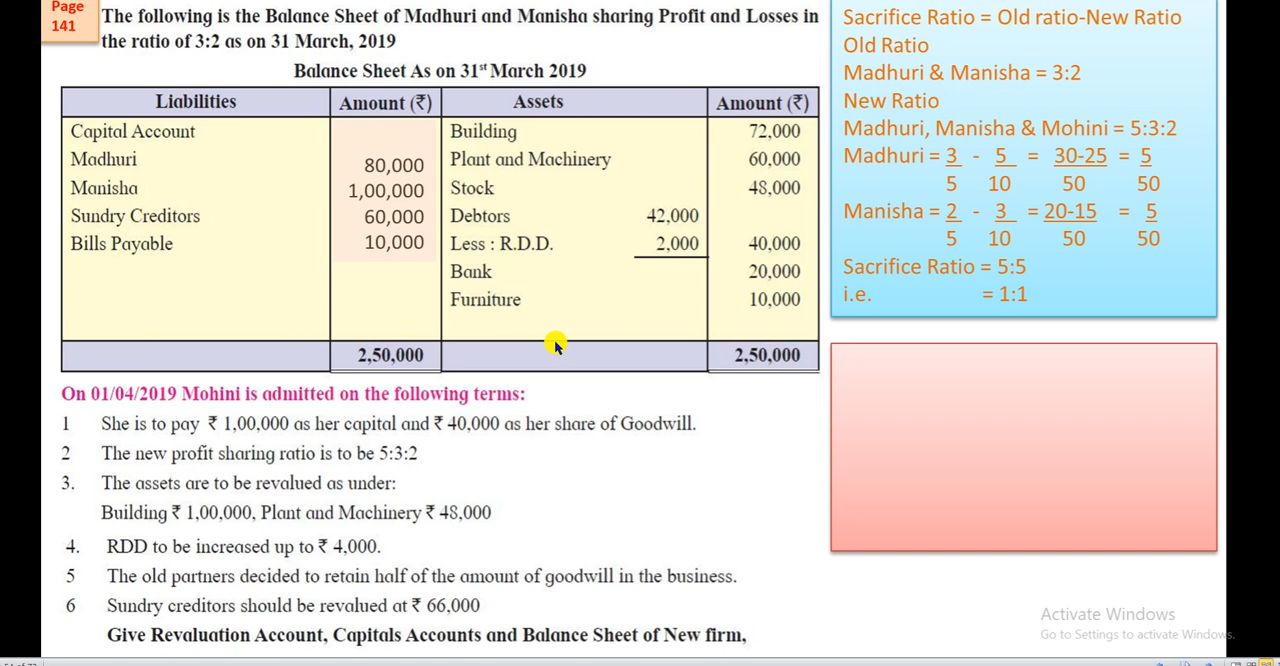 Page
141
The following is the Balance Sheet of Madhuri and Manisha sharing Profit and Losses in
the ratio of 3:2 as on 31 March, 2019
Balance Sheet As on 31st March 2019
Liabilities Amount (₹) Assets Amount (₹)
Capital Account Building 72,000
Madhuri 80,000 Plant and Machinery 60,000
Manisha 1,00,000 Stock 48,000
Sundry Creditors 60,000 Debtors 42,000
Bills Payable 10,000 Less : R.D.D. 2,000 40,000
Bank 20,000
Furniture 10,000
2,50,000 2,50,000
On 01/04/2019 Mohini is admitted on the following terms:
1 She is to pay ₹ 1,00,000 as her capital and ₹ 40,000 as her share of Goodwill.
2 The new profit sharing ratio is to be 5:3:2
3. The assets are to be revalued as under:
Building ₹ 1,00,000, Plant and Machinery ₹ 48,000
4. RDD to be increased up to ₹ 4,000.
5 The old partners decided to retain half of the amount of goodwill in the business.
6 Sundry creditors should be revalued at ₹ 66,000
Give Revaluation Account, Capitals Accounts and Balance Sheet of New firm,
Sacrifice Ratio = Old ratio-New Ratio
Old Ratio
Madhuri & Manisha = 3:2
New Ratio
Madhuri, Manisha & Mohini = 5:3:2
Madhuri = 3 - 5 = 30-25 = 5
5 10 50 50
Manisha = 2 - 3 = 20-15 = 5
5 10 50 50
Sacrifice Ratio = 5:5
i.e. = 1:1
Activate Windows
Go to Settings to activate Windows.